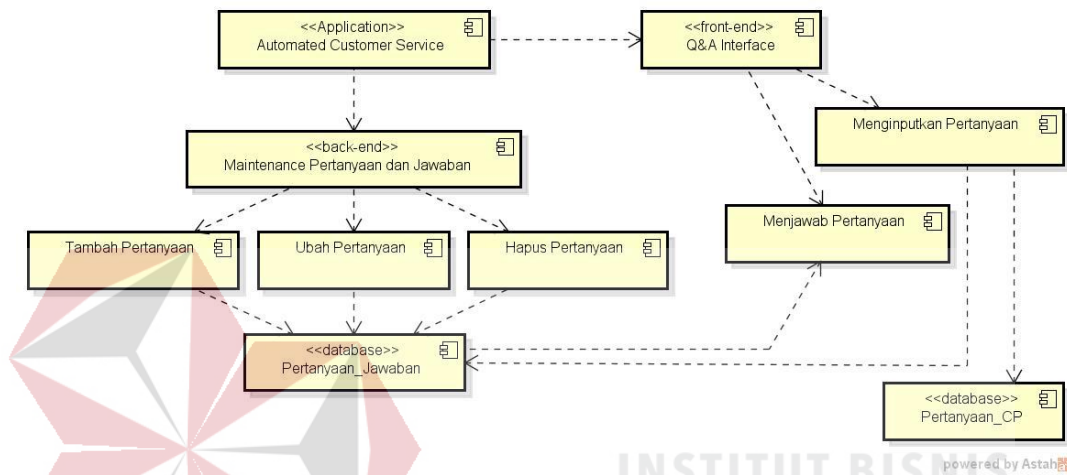 <<Application>>
Automated Customer Service
<<front-end>>
Q&A Interface
Menginputkan Pertanyaan
<<back-end>>
Maintenance Pertanyaan dan Jawaban
Menjawab Pertanyaan
Tambah Pertanyaan
Ubah Pertanyaan
Hapus Pertanyaan
<<database>>
Pertanyaan_Jawaban
<<database>>
Pertanyaan_CP
INSTITUT BISNIS
powered by Astah